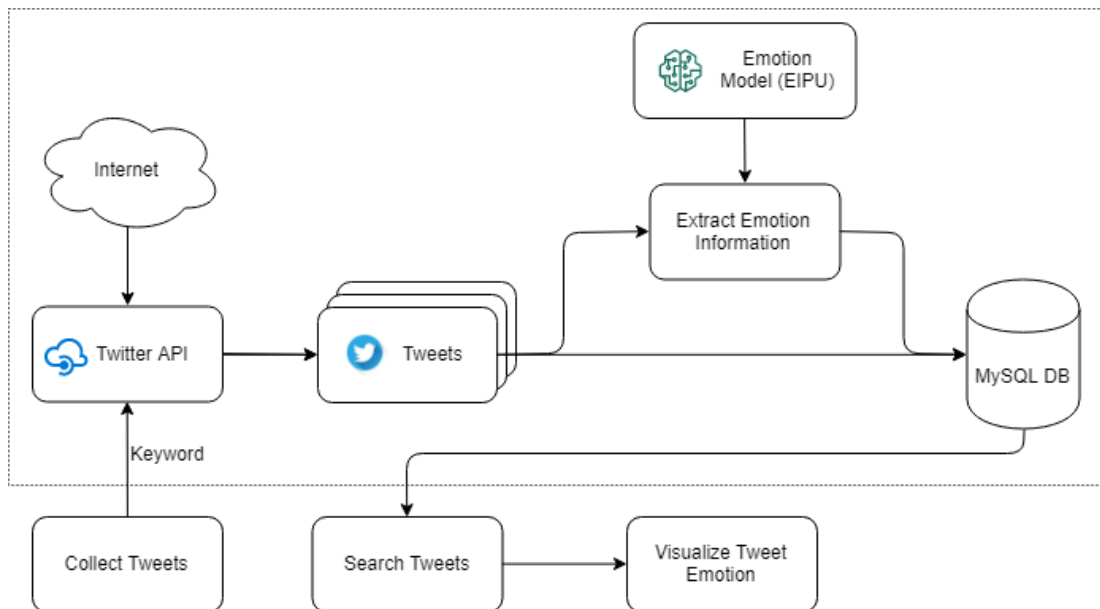 Emotion
Model (EIPU)
Internet
Extract Emotion
Information
Twitter API
Tweets
MySQL DB
Keyword
Collect Tweets
Search Tweets
Visualize Tweet
Emotion